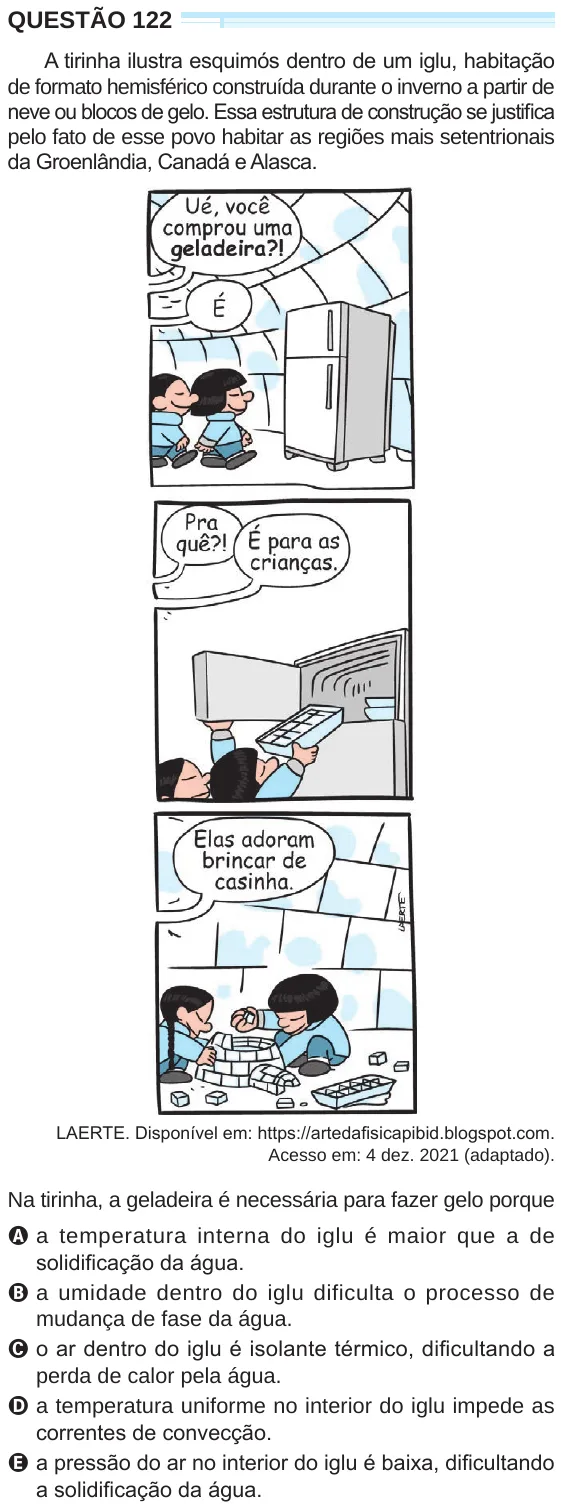 QUESTÃO 122
A tirinha ilustra esquimós dentro de um iglu, habitação
de formato hemisférico construída durante o inverno a partir de
neve ou blocos de gelo. Essa estrutura de construção se justifica
pelo fato de esse povo habitar as regiões mais setentrionais
da Groenlândia, Canadá e Alasca.
Ué, você
comprou uma
geladeira?!
É
Pra
quê?!
É para as
crianças.
Elas adoram
brincar de
casinha.
LAERTE
LAERTE. Disponível em: https://artedafisicapibid.blogspot.com.
Acesso em: 4 dez. 2021 (adaptado).
Na tirinha, a geladeira é necessária para fazer gelo porque
A a temperatura interna do iglu é maior que a de
solidificação da água.
B a umidade dentro do iglu dificulta o processo de
mudança de fase da água.
C o ar dentro do iglu é isolante térmico, dificultando a
perda de calor pela água.
D a temperatura uniforme no interior do iglu impede as
correntes de convecção.
E a pressão do ar no interior do iglu é baixa, dificultando
a solidificação da água.